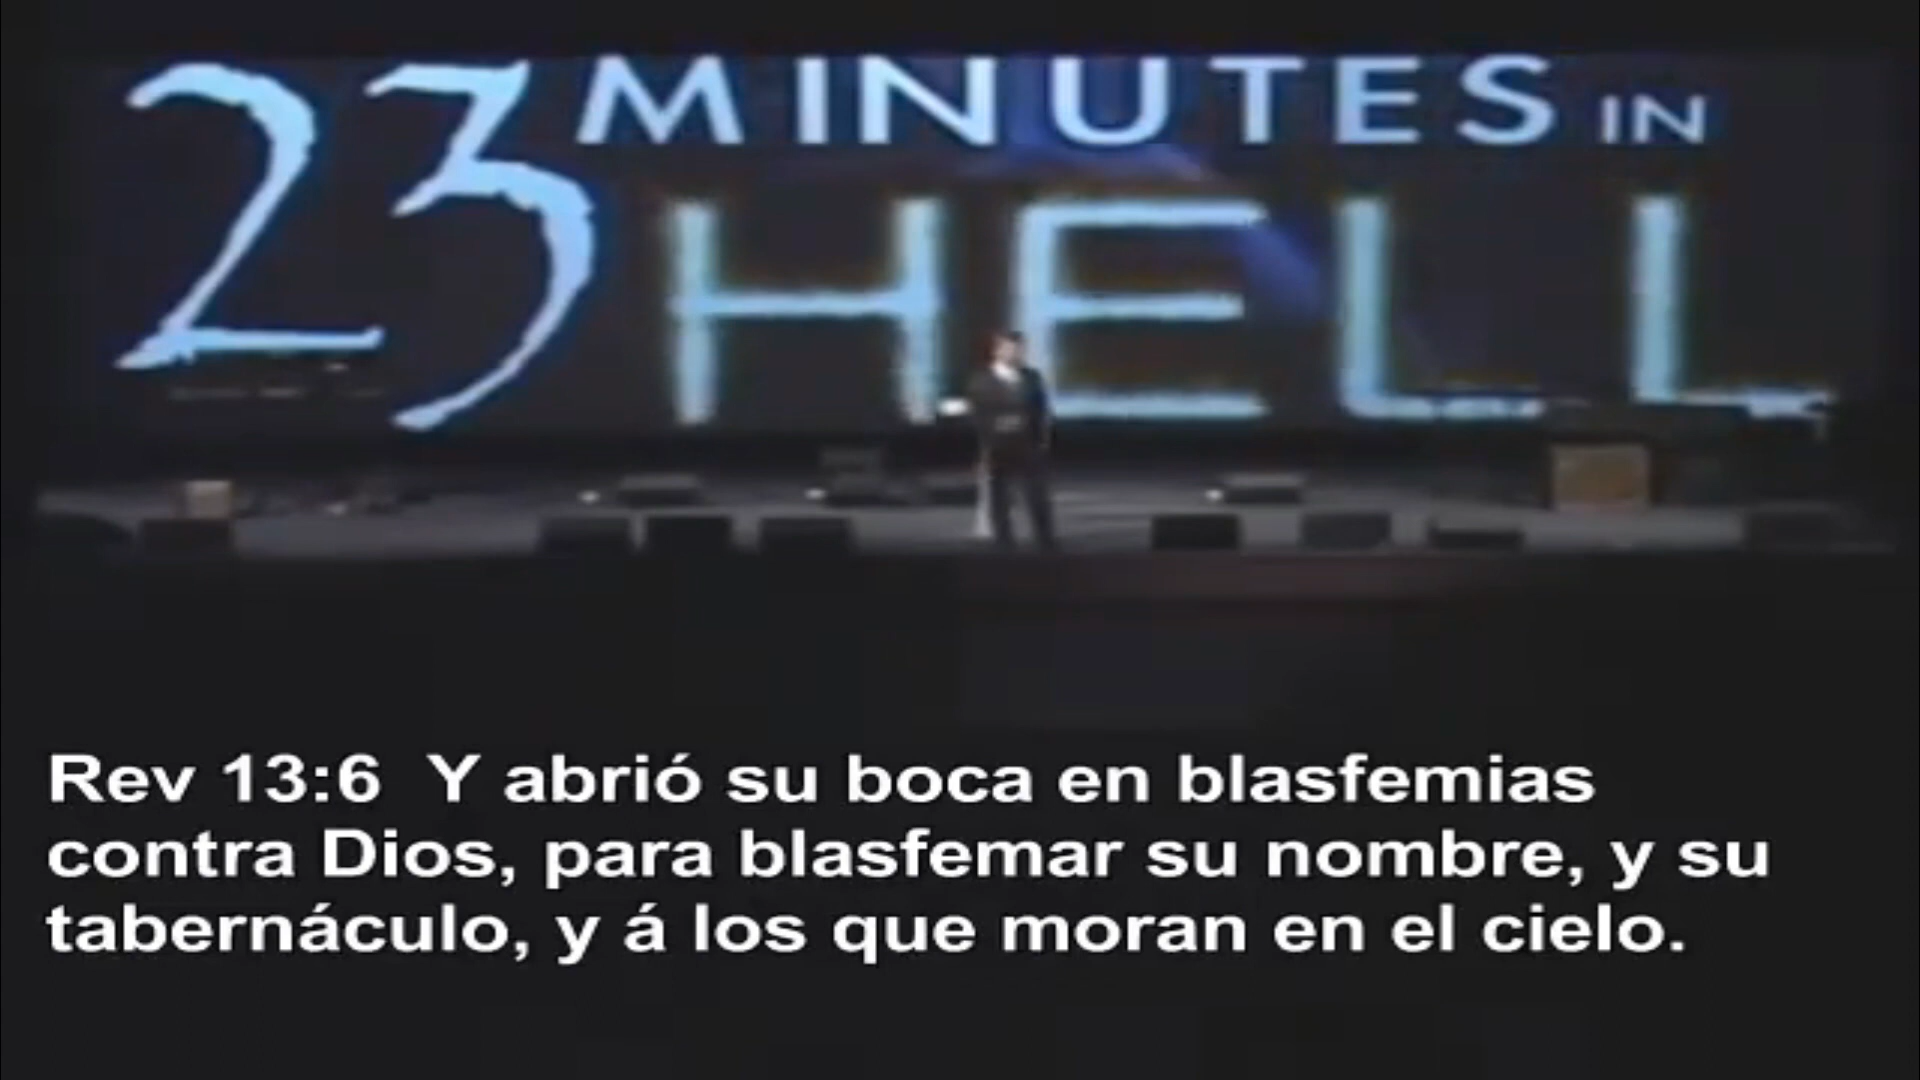 23 MINUTES IN
HELL
Rev 13:6 Y abrió su boca en blasfemias
contra Dios, para blasfemar su nombre, y su
tabernáculo, y á los que moran en el cielo.